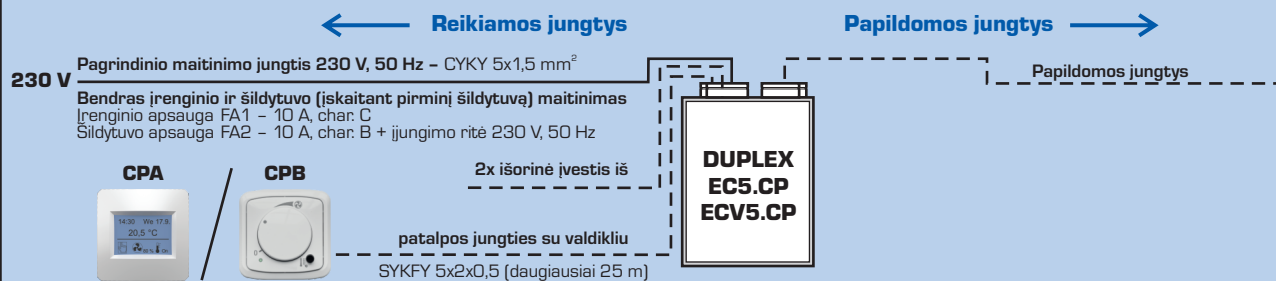 Reikiamos jungtys
Papildomos jungtys
230 V
Pagrindinio maitinimo jungtis 230 V, 50 Hz – CYKY 5x1,5 mm²
Papildomos jungtys
Bendras įrenginio ir šildytuvo (įskaitant pirminį šildytuvą) maitinimas
Įrenginio apsauga FA1 – 10 A, char. C
Šildytuvo apsauga FA2 – 10 A, char. B + įjungimo ritė 230 V, 50 Hz
CPA
CPB
2x išorinė įvestis iš
DUPLEX
EC5.CP
ECV5.CP
14:30 We 17.9.
20,5 °C
patalpos jungties su valdikliu
SYKFY 5x2x0,5 (daugiausiai 25 m)